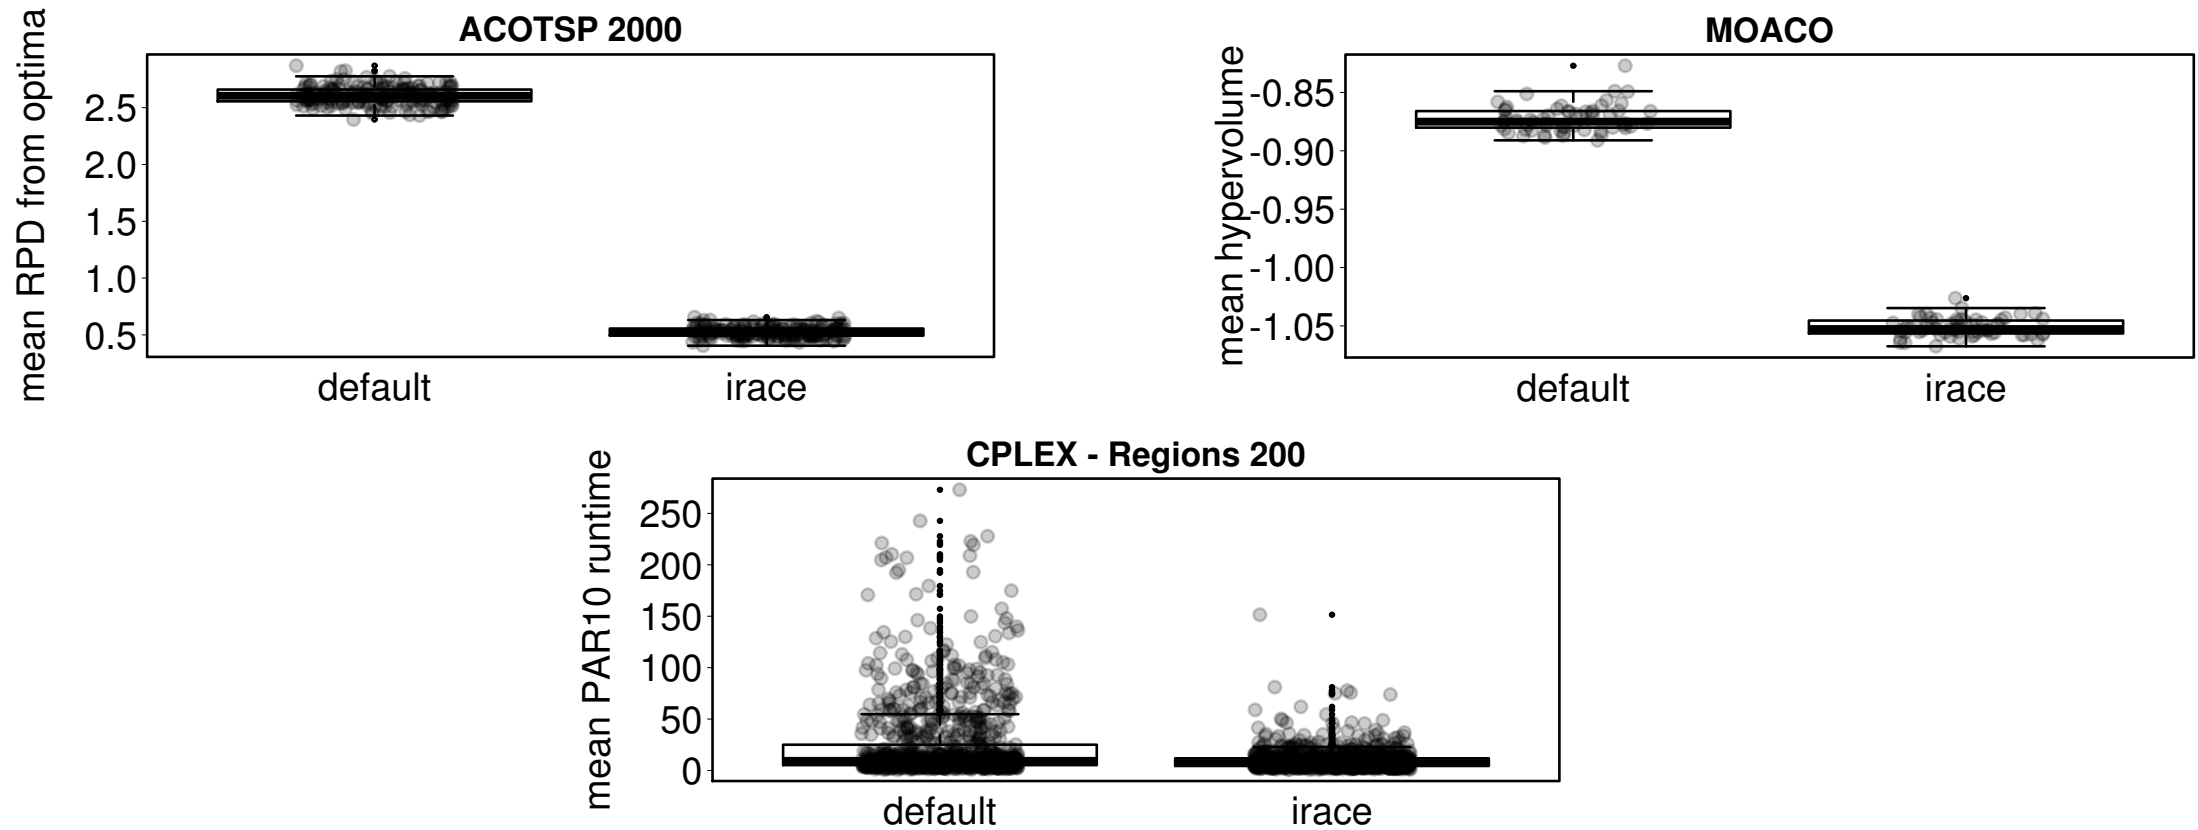 ACOTSP 2000
mean RPD from optima
2.5
2.0
1.5
1.0
0.5
default irace
MOACO
mean hypervolume
-0.85
-0.90
-0.95
-1.00
-1.05
default irace
CPLEX - Regions 200
mean PAR10 runtime
250
200
150
100
50
0
default irace